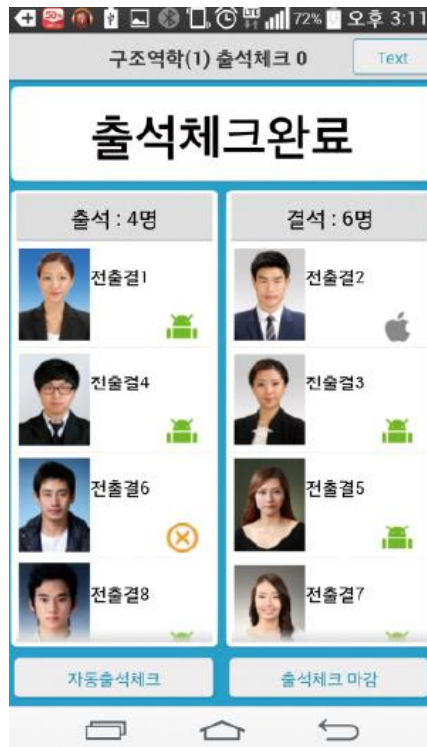 50%
LTE
72% 오후 3:11
구조역학(1) 출석체크 0
Text
출석체크완료
출석 : 4명
결석 : 6명
전출결1
전출결2
전출결4
전출결3
전출결6
전출결5
전출결8
전출결7
자동출석체크
출석체크 마감